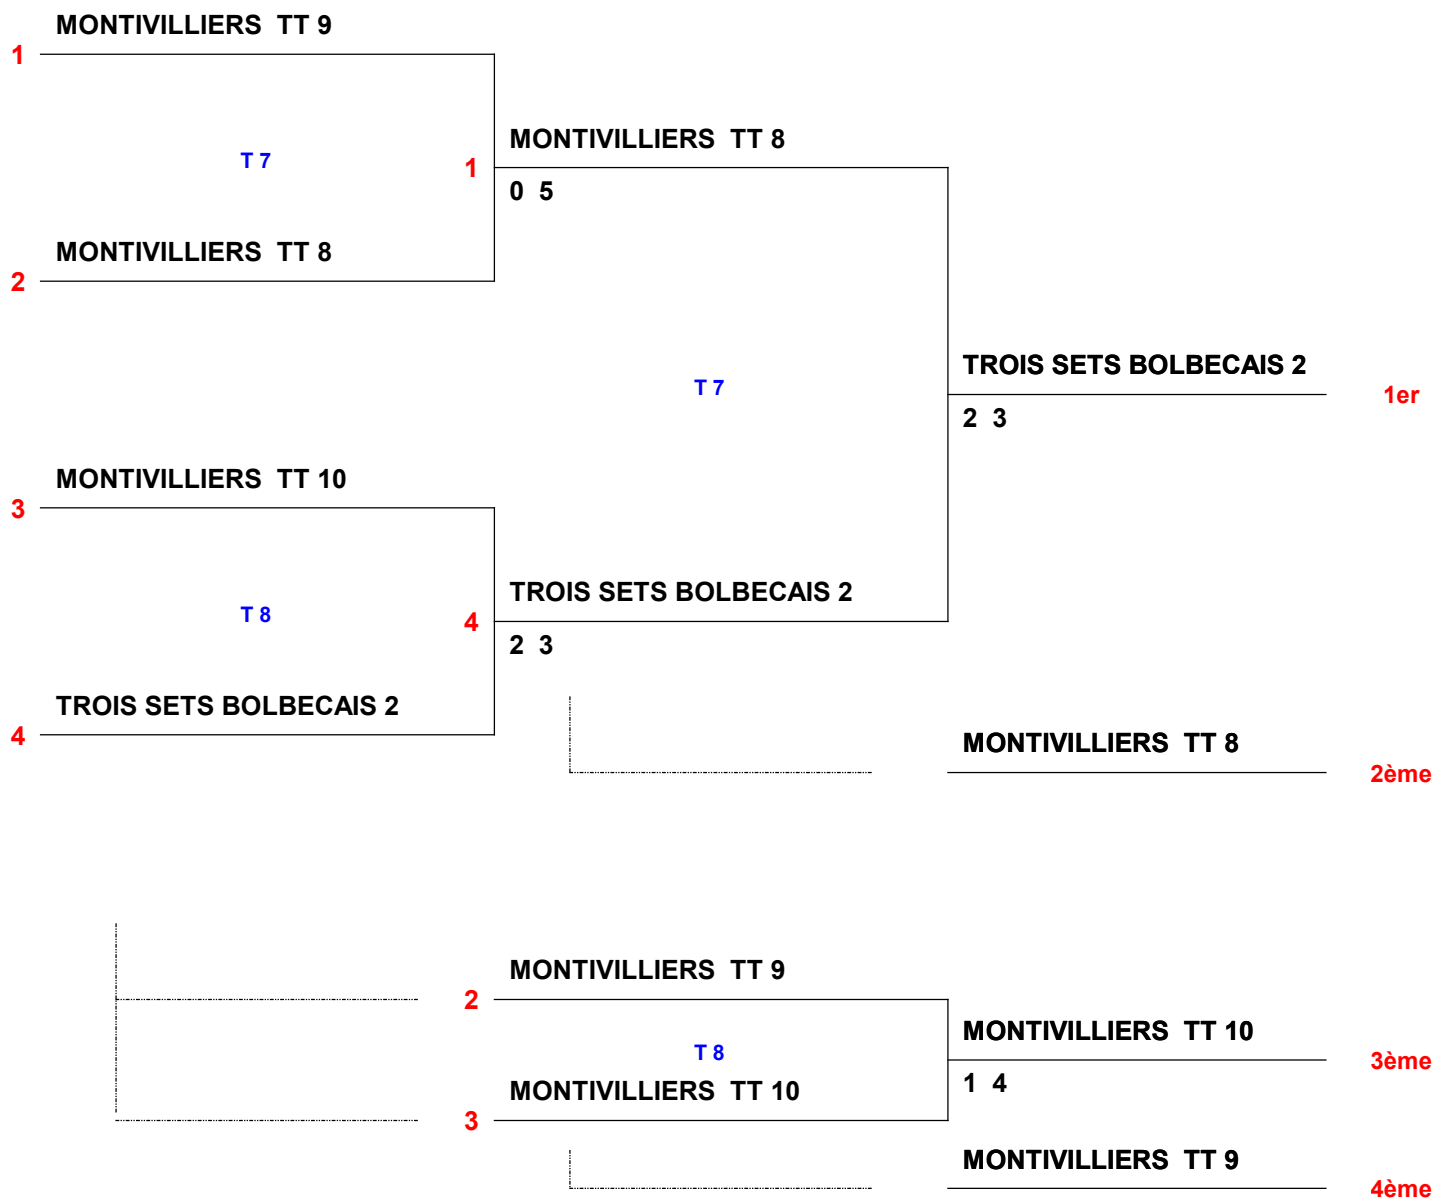 MONTIVILLIERS  TT 9
1
T 7
MONTIVILLIERS  TT 8
1
0  5
MONTIVILLIERS  TT 8
2
TROIS SETS BOLBECAIS 2
T 7
1er
2  3
MONTIVILLIERS  TT 10
3
TROIS SETS BOLBECAIS 2
T 8
4
2  3
TROIS SETS BOLBECAIS 2
4
MONTIVILLIERS  TT 8
2ème
MONTIVILLIERS  TT 9
2
MONTIVILLIERS  TT 10
T 8
3ème
1  4
MONTIVILLIERS  TT 10
3
MONTIVILLIERS  TT 9
4ème